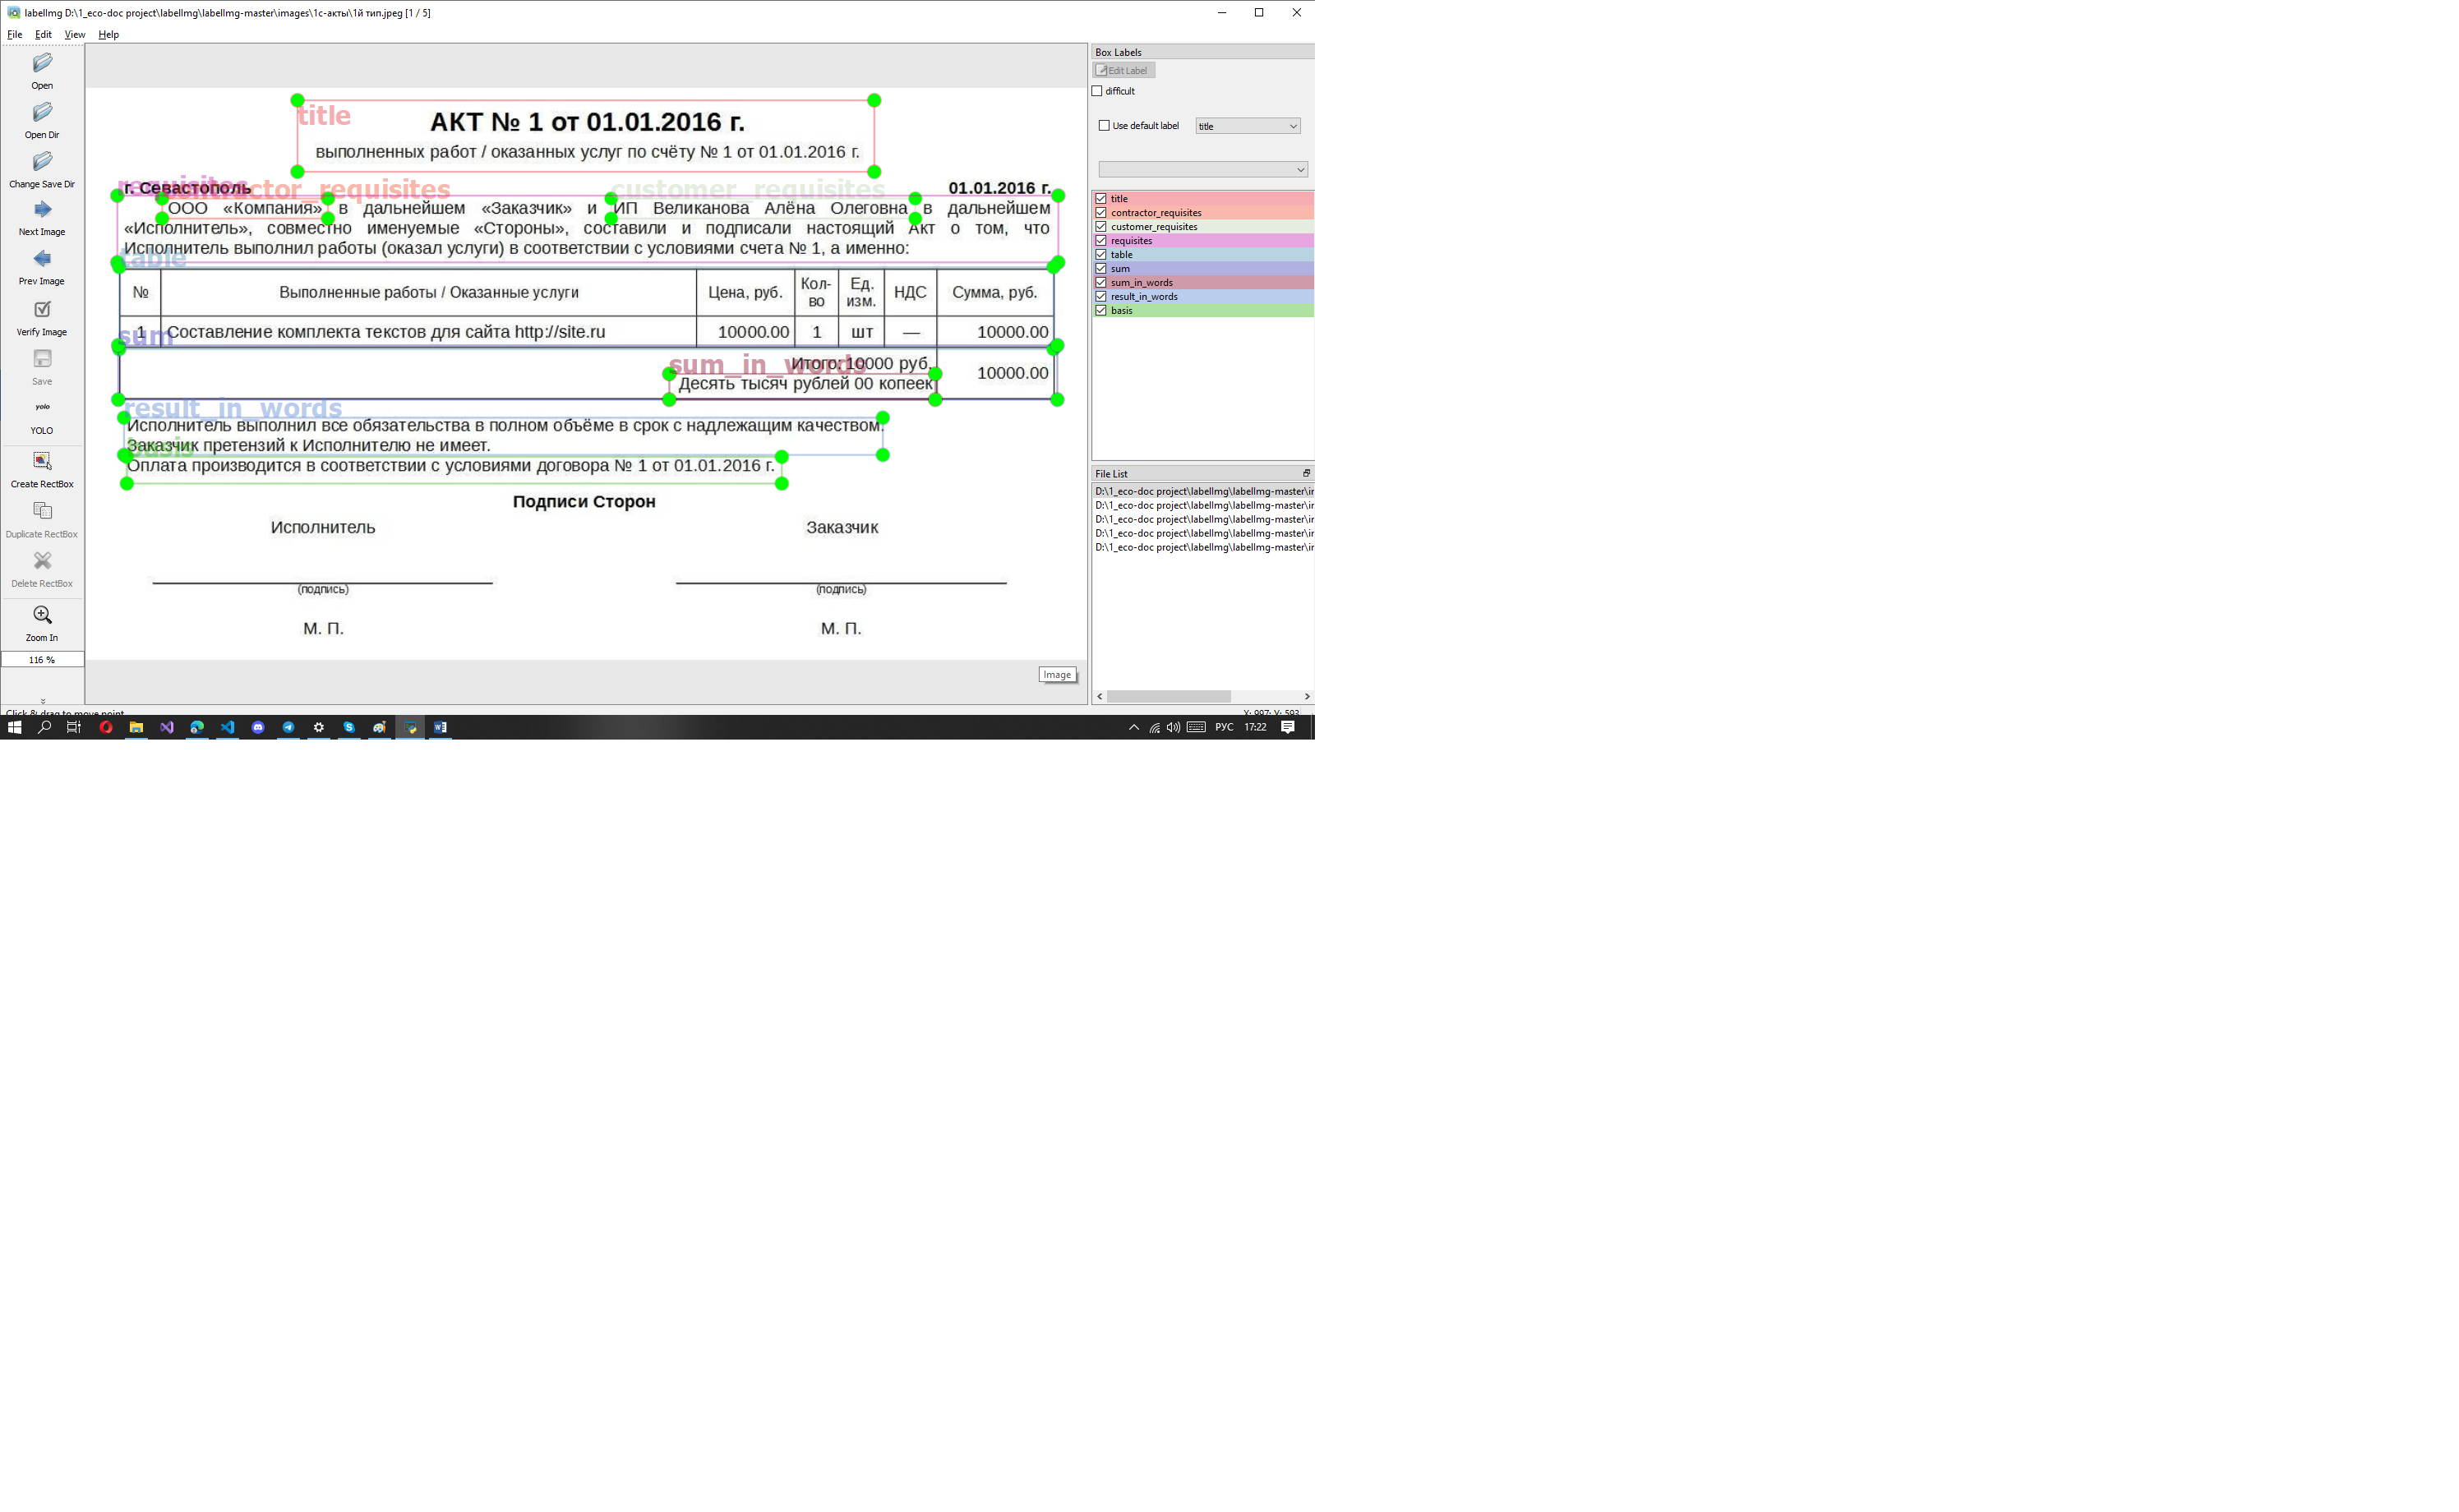 labelImg D:\1_eco-doc project\labelImg\labelImg-master\images\1с-акты\1й тип.jpeg [1 / 5]
File Edit View Help
Open
Open Dir
Change Save Dir
Next Image
Prev Image
Verify Image
Save
yolo
YOLO
Create RectBox
Duplicate RectBox
Delete RectBox
Zoom In
116 %
title
АКТ № 1 от 01.01.2016 г.
выполненных работ / оказанных услуг по счёту № 1 от 01.01.2016 г.
requisites
contractor_requisites
customer_requisites
г. Севастополь 01.01.2016 г.
ООО «Компания» в дальнейшем «Заказчик» и ИП Великанова Алёна Олеговна в дальнейшем
«Исполнитель», совместно именуемые «Стороны», составили и подписали настоящий Акт о том, что
Исполнитель выполнил работы (оказал услуги) в соответствии с условиями счета № 1, а именно:
table
№ Выполненные работы / Оказанные услуги Цена, руб. Кол-во Ед. изм. НДС Сумма, руб.
1 Составление комплекта текстов для сайта http://site.ru 10000.00 1 шт — 10000.00
sum
sum_in_words
Итого: 10000 руб.
Десять тысяч рублей 00 копеек
10000.00
result_in_words
Исполнитель выполнил все обязательства в полном объёме в срок с надлежащим качеством.
Заказчик претензий к Исполнителю не имеет.
basis
Оплата производится в соответствии с условиями договора № 1 от 01.01.2016 г.
Подписи Сторон
Исполнитель Заказчик
(подпись) (подпись)
М. П. М. П.
Image
Box Labels
Edit Label
difficult
Use default label title
title
contractor_requisites
customer_requisites
requisites
table
sum
sum_in_words
result_in_words
basis
File List
D:\1_eco-doc project\labelImg\labelImg-master\ir
D:\1_eco-doc project\labelImg\labelImg-master\ir
D:\1_eco-doc project\labelImg\labelImg-master\ir
D:\1_eco-doc project\labelImg\labelImg-master\ir
D:\1_eco-doc project\labelImg\labelImg-master\ir
Click & drag to move point
X: 997; Y: 593
РУС 17:22